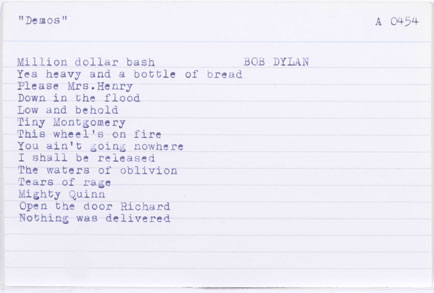 "Demos" A 0454
Million dollar bash BOB DYLAN
Yea heavy and a bottle of bread
Please Mrs.Henry
Down in the flood
Low and behold
Tiny Montgomery
This wheel's on fire
You ain't going nowhere
I shall be released
The waters of oblivion
Tears of rage
Mighty Quinn
Open the door Richard
Nothing was delivered